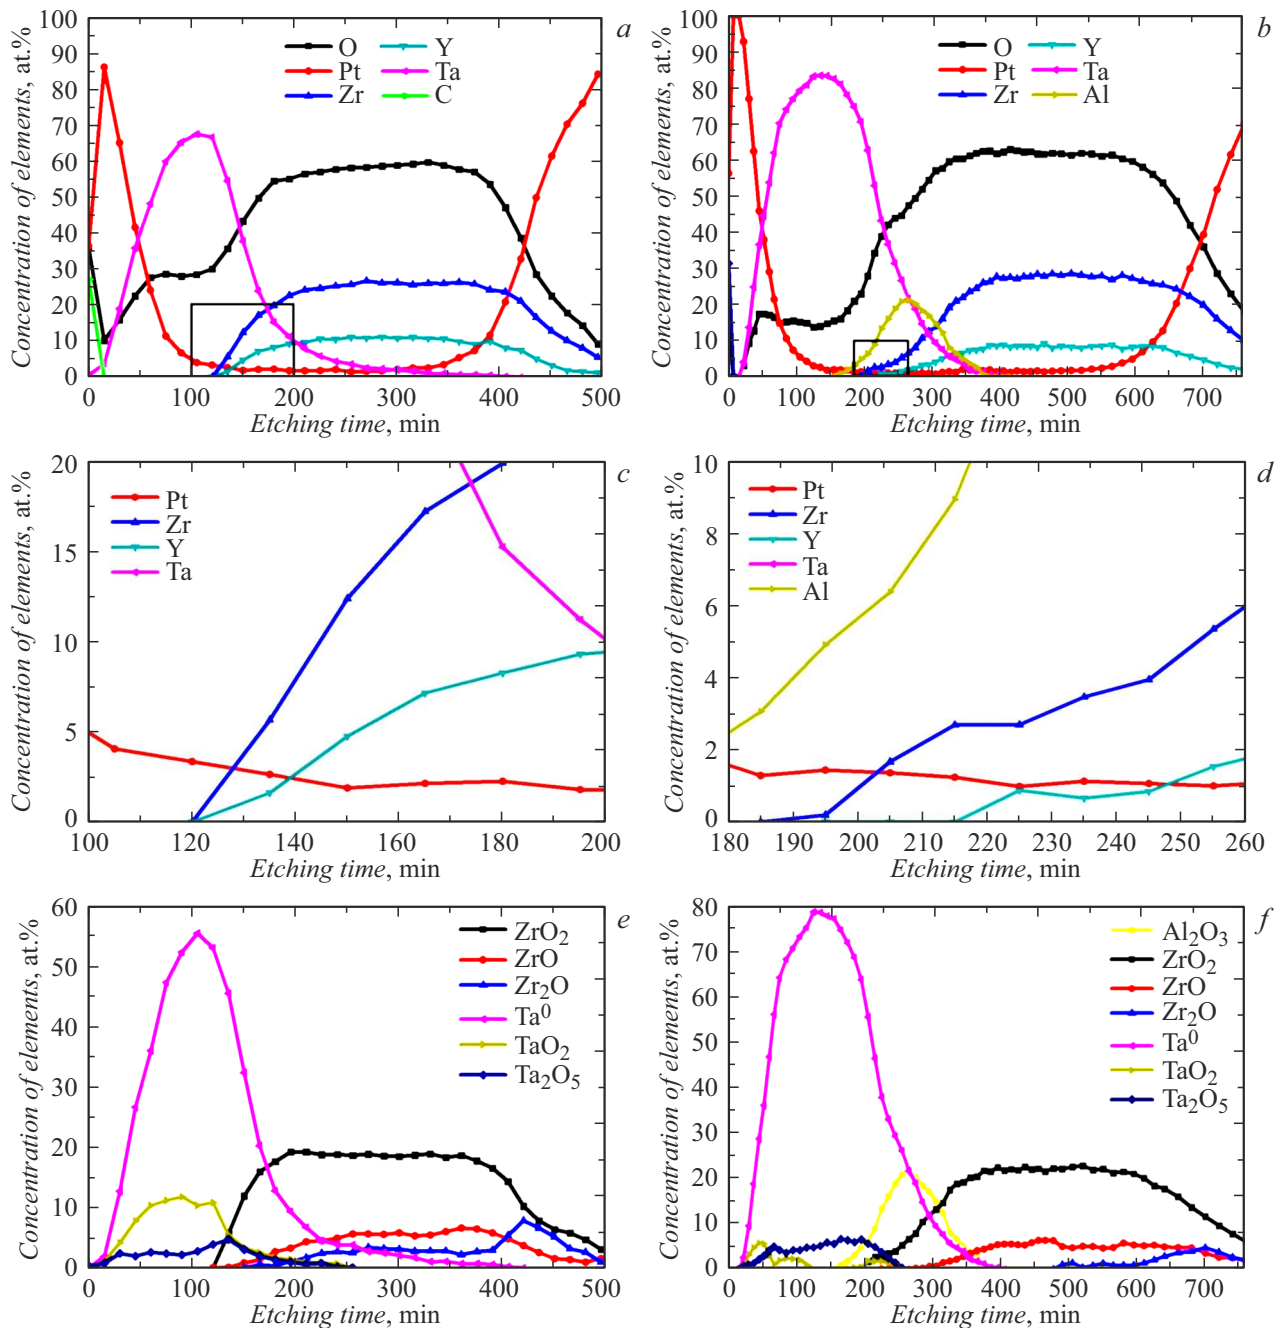 a
Concentration of elements, at.%
100
90
80
70
60
50
40
30
20
10
0
O Y
Pt Ta
Zr C
0 100 200 300 400 500
Etching time, min
b
Concentration of elements, at.%
100
90
80
70
60
50
40
30
20
10
0
O Y
Pt Ta
Zr Al
0 100 200 300 400 500 600 700
Etching time, min
c
Concentration of elements, at.%
20
15
10
5
0
Pt
Zr
Y
Ta
100 120 140 160 180 200
Etching time, min
d
Concentration of elements, at.%
10
8
6
4
2
0
Pt
Zr
Y
Ta
Al
180 190 200 210 220 230 240 250 260
Etching time, min
e
Concentration of elements, at.%
60
50
40
30
20
10
0
ZrO₂
ZrO
Zr₂O
Ta⁰
TaO₂
Ta₂O₅
0 100 200 300 400 500
Etching time, min
f
Concentration of elements, at.%
80
70
60
50
40
30
20
10
0
Al₂O₃
ZrO₂
ZrO
Zr₂O
Ta⁰
TaO₂
Ta₂O₅
0 100 200 300 400 500 600 700
Etching time, min